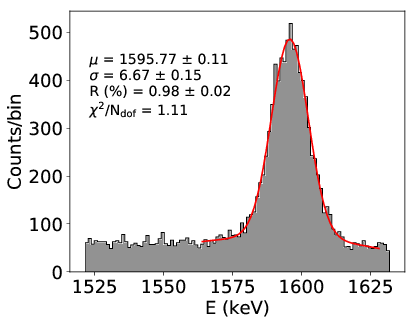 500
400
300
200
100
0
Counts/bin
μ = 1595.77 ± 0.11
σ = 6.67 ± 0.15
R (%) = 0.98 ± 0.02
χ²/N_dof = 1.11
1525 1550 1575 1600 1625
E (keV)